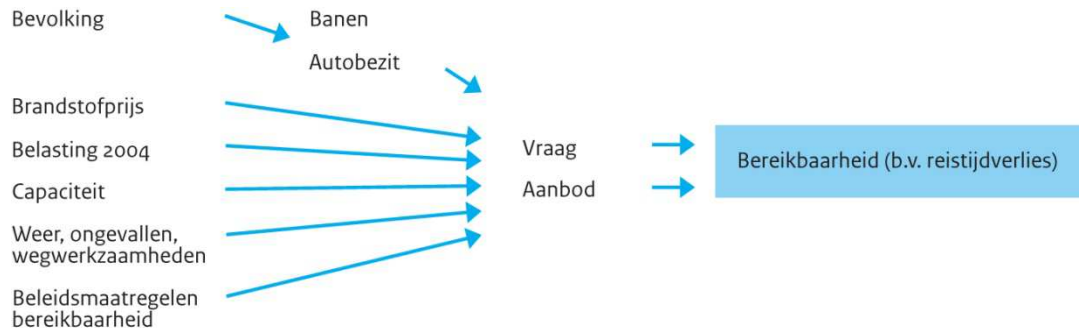 Bevolking
Banen
Autobezit
Brandstofprijs
Belasting 2004
Capaciteit
Weer, ongevallen,
wegwerkzaamheden
Beleidsmaatregelen
bereikbaarheid
Vraag
Aanbod
Bereikbaarheid (b.v. reistijdverlies)